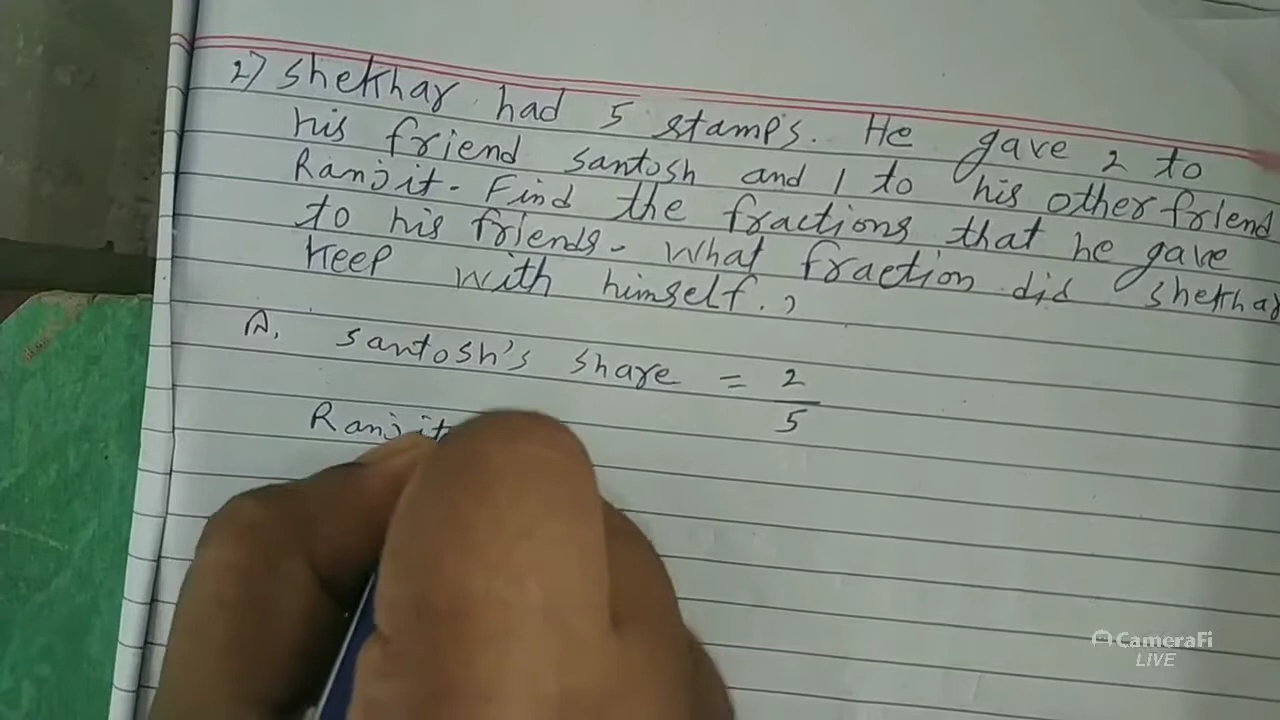 2) Shekhar had 5 stamps. He gave 2 to
his friend santosh and 1 to his other friend
Ranjit. Find the fractions that he gave
to his friends. What fraction did Shekhar
keep with himself.?
A. Santosh's share = 2/5
Ranjit
CameraFi
LIVE